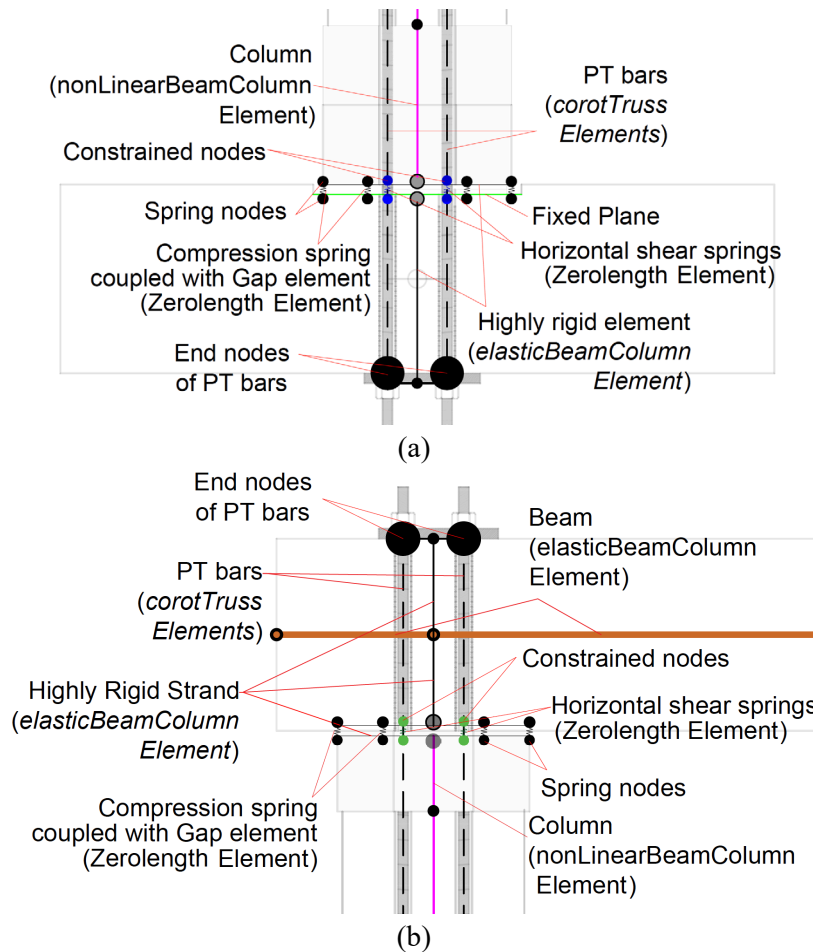 Column
(nonLinearBeamColumn
Element)
PT bars
(corotTruss
Elements)
Constrained nodes
Spring nodes
Fixed Plane
Compression spring
coupled with Gap element
(Zerolength Element)
Horizontal shear springs
(Zerolength Element)
Highly rigid element
(elasticBeamColumn
Element)
End nodes
of PT bars
(a)
End nodes
of PT bars
Beam
(elasticBeamColumn
Element)
PT bars
(corotTruss
Elements)
Constrained nodes
Highly Rigid Strand
(elasticBeamColumn
Element)
Horizontal shear springs
(Zerolength Element)
Spring nodes
Compression spring
coupled with Gap element
(Zerolength Element)
Column
(nonLinearBeamColumn
Element)
(b)